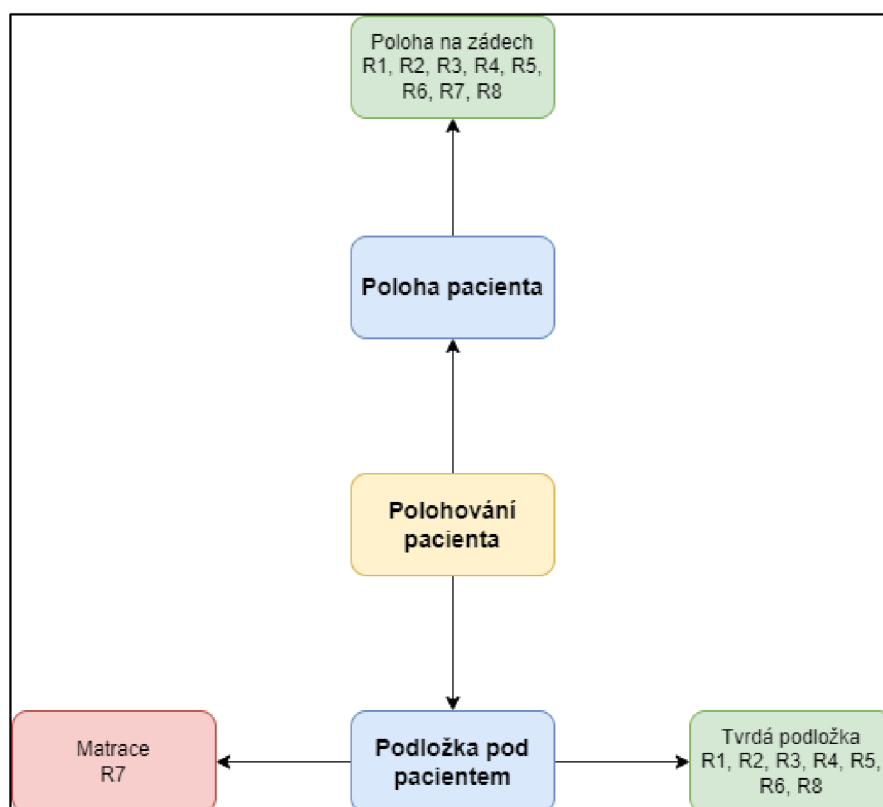 Poloha na zádech
R1, R2, R3, R4, R5,
R6, R7, R8
Poloha pacienta
Polohování
pacienta
Matrace
R7
Podložka pod
pacientem
Tvrdá podložka
R1, R2, R3, R4, R5,
R6, R8